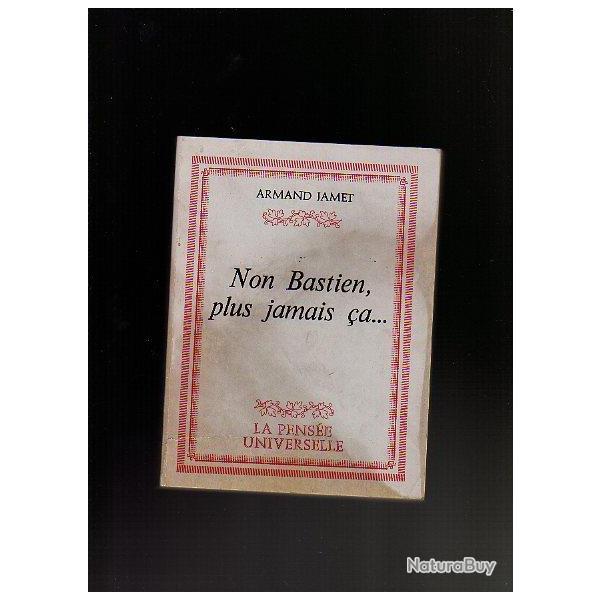 ARMAND JAMET
Non Bastien,
plus jamais ça...
LA PENSÉE
UNIVERSELLE
NaturaBuy